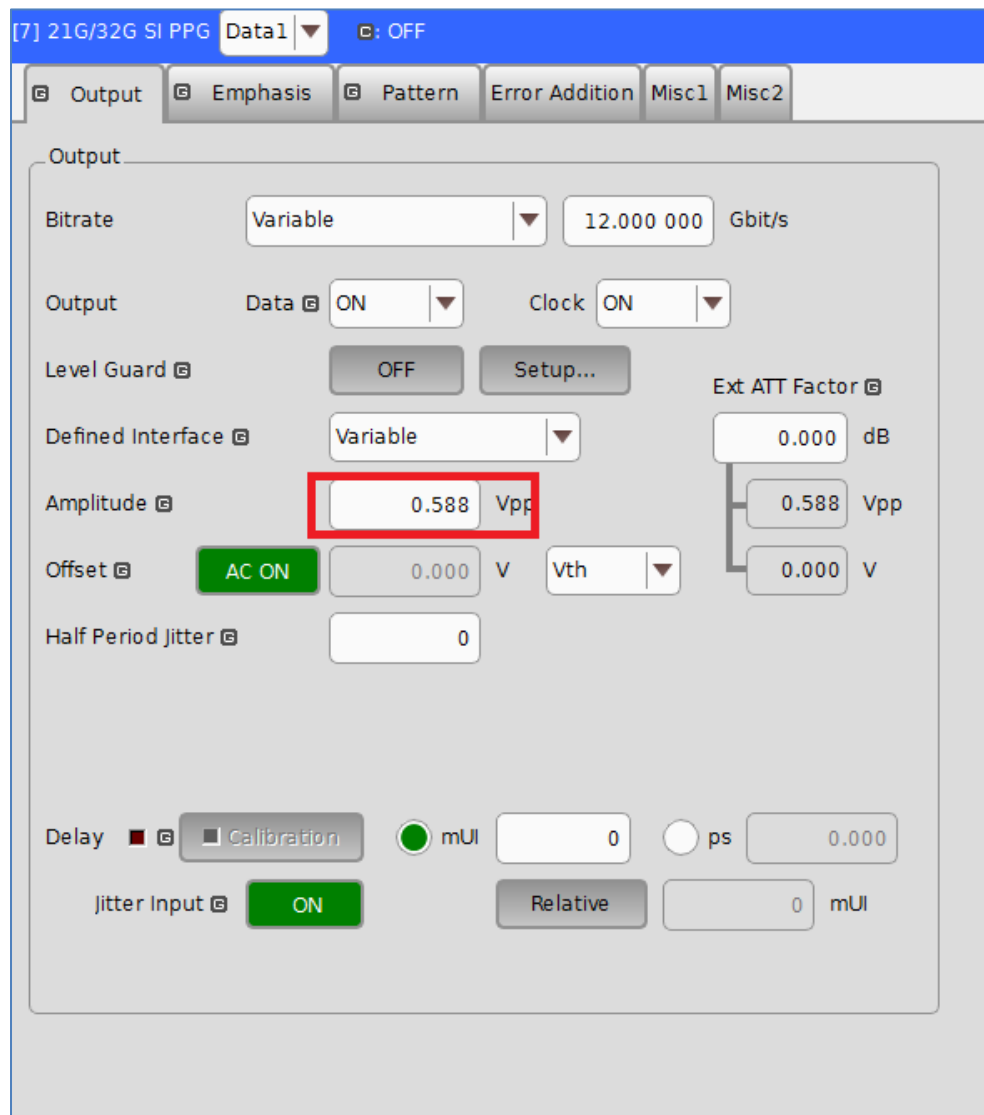 [7] 21G/32G SI PPG Data1 C: OFF
G Output G Emphasis G Pattern Error Addition Misc1 Misc2
Output
Bitrate Variable 12.000 000 Gbit/s
Output Data G ON Clock ON
Level Guard G OFF Setup...
Ext ATT Factor G
Defined Interface G Variable 0.000 dB
Amplitude G 0.588 Vpp 0.588 Vpp
Offset G AC ON 0.000 V Vth 0.000 V
Half Period Jitter G 0
Delay G Calibration mUI 0 ps 0.000
Jitter Input G ON Relative 0 mUI